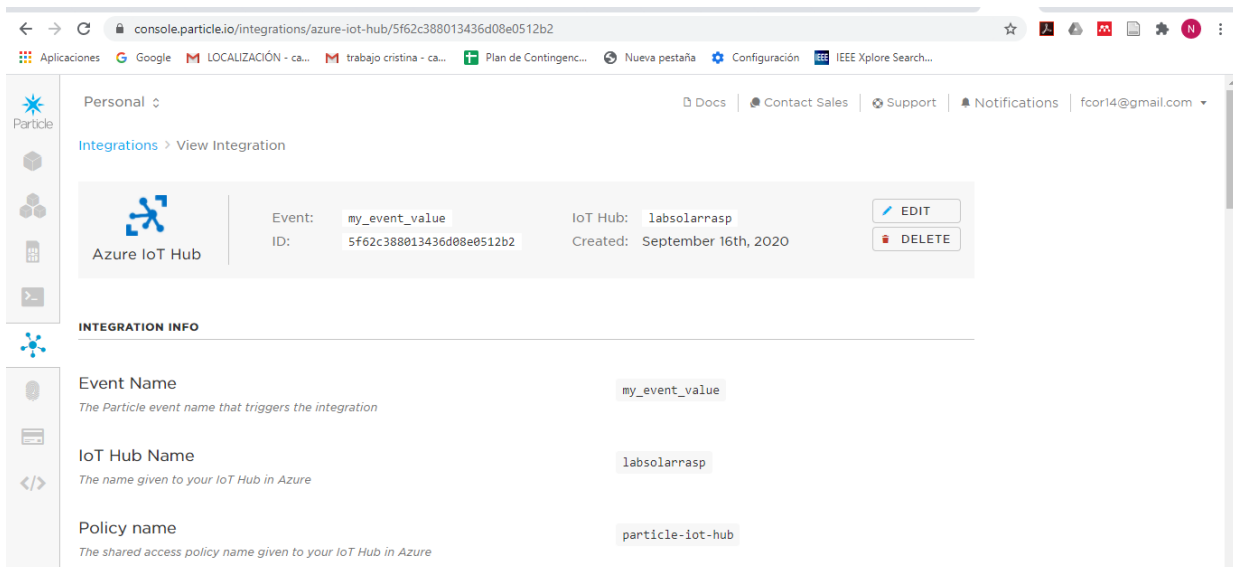 console.particle.io/integrations/azure-iot-hub/5f62c388013436d08e0512b2
N
Aplicaciones Google LOCALIZACIÓN - ca... trabajo cristina - ca... Plan de Contingenc... Nueva pestaña Configuración IEEE IEEE Xplore Search...
Particle
Personal Docs Contact Sales Support Notifications fcor14@gmail.com
Integrations > View Integration
Azure IoT Hub
Event: my_event_value IoT Hub: labsolarrasp EDIT
ID: 5f62c388013436d08e0512b2 Created: September 16th, 2020 DELETE
INTEGRATION INFO
Event Name
my_event_value
The Particle event name that triggers the integration
IoT Hub Name
labsolarrasp
The name given to your IoT Hub in Azure
Policy name
particle-iot-hub
The shared access policy name given to your IoT Hub in Azure